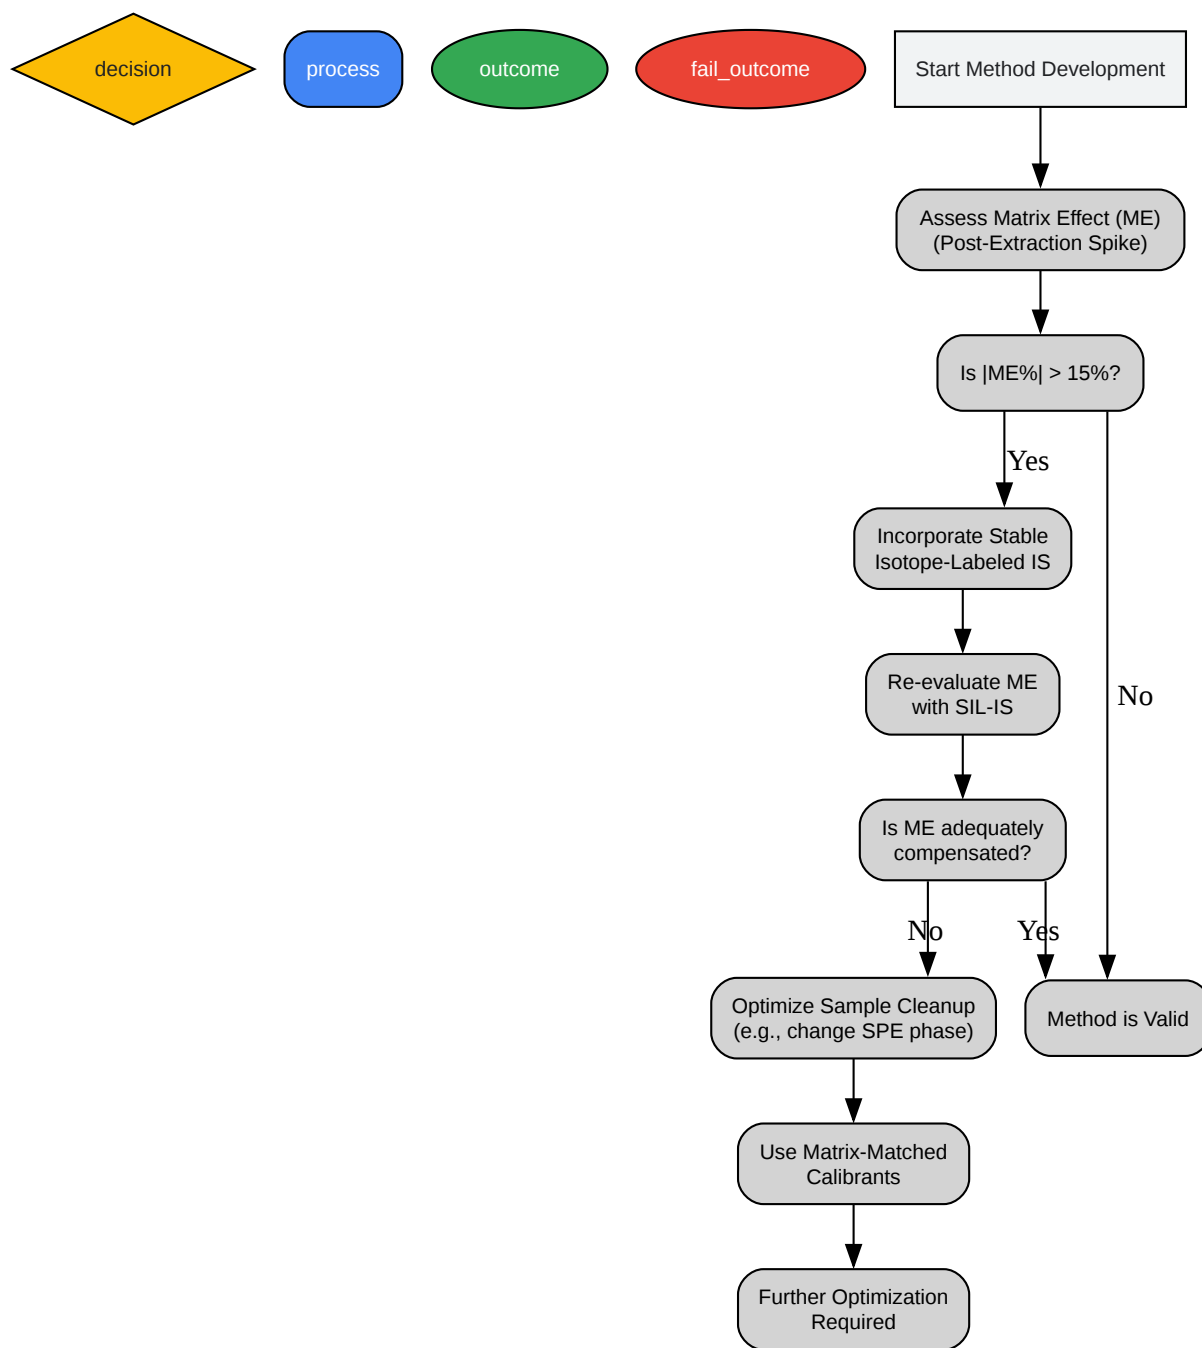 decision
process
outcome
fail_outcome
Start Method Development
Assess Matrix Effect (ME)
(Post-Extraction Spike)
Is |ME%| > 15%?
Yes
Incorporate Stable
Isotope-Labeled IS
Re-evaluate ME
with SIL-IS
No
Is ME adequately
compensated?
No
Yes
Optimize Sample Cleanup
(e.g., change SPE phase)
Method is Valid
Use Matrix-Matched
Calibrants
Further Optimization
Required